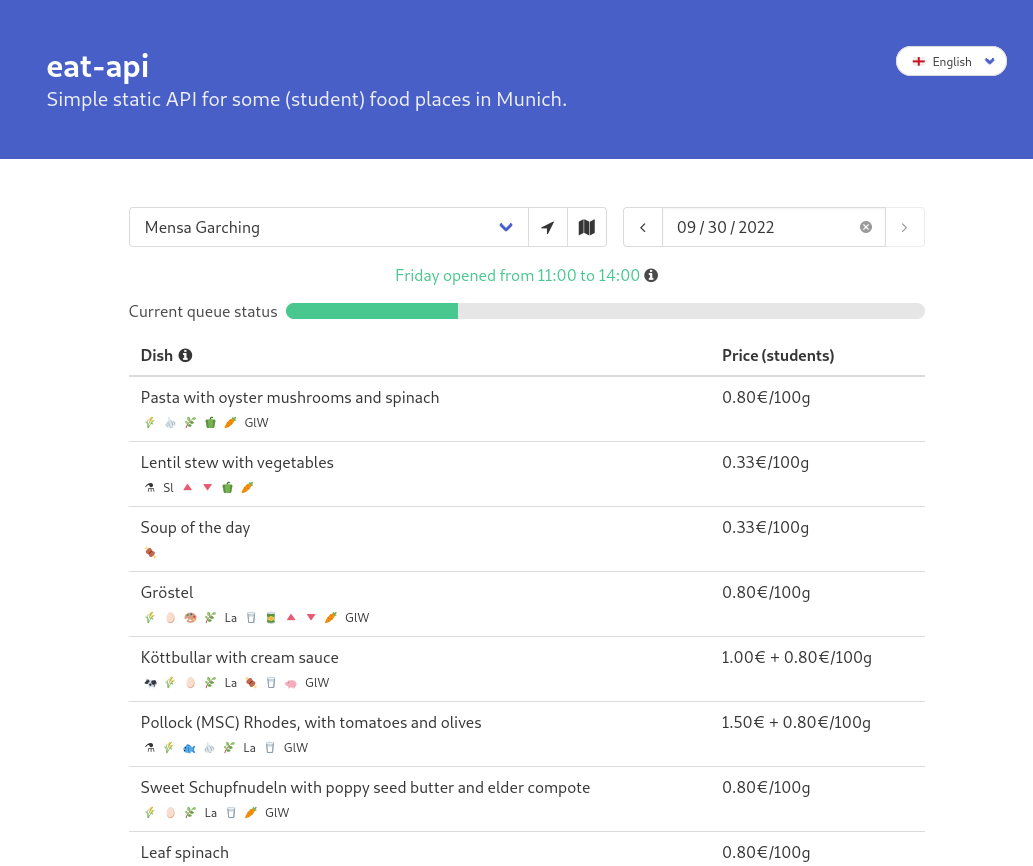 eat-api
English
Simple static API for some (student) food places in Munich.
Mensa Garching
09 / 30 / 2022
Friday opened from 11:00 to 14:00
Current queue status
Dish Price (students)
Pasta with oyster mushrooms and spinach 0.80€/100g
GlW
Lentil stew with vegetables 0.33€/100g
Sl
Soup of the day 0.33€/100g
Gröstel 0.80€/100g
La GlW
Köttbullar with cream sauce 1.00€ + 0.80€/100g
La GlW
Pollock (MSC) Rhodes, with tomatoes and olives 1.50€ + 0.80€/100g
La GlW
Sweet Schupfnudeln with poppy seed butter and elder compote 0.80€/100g
La GlW
Leaf spinach 0.80€/100g